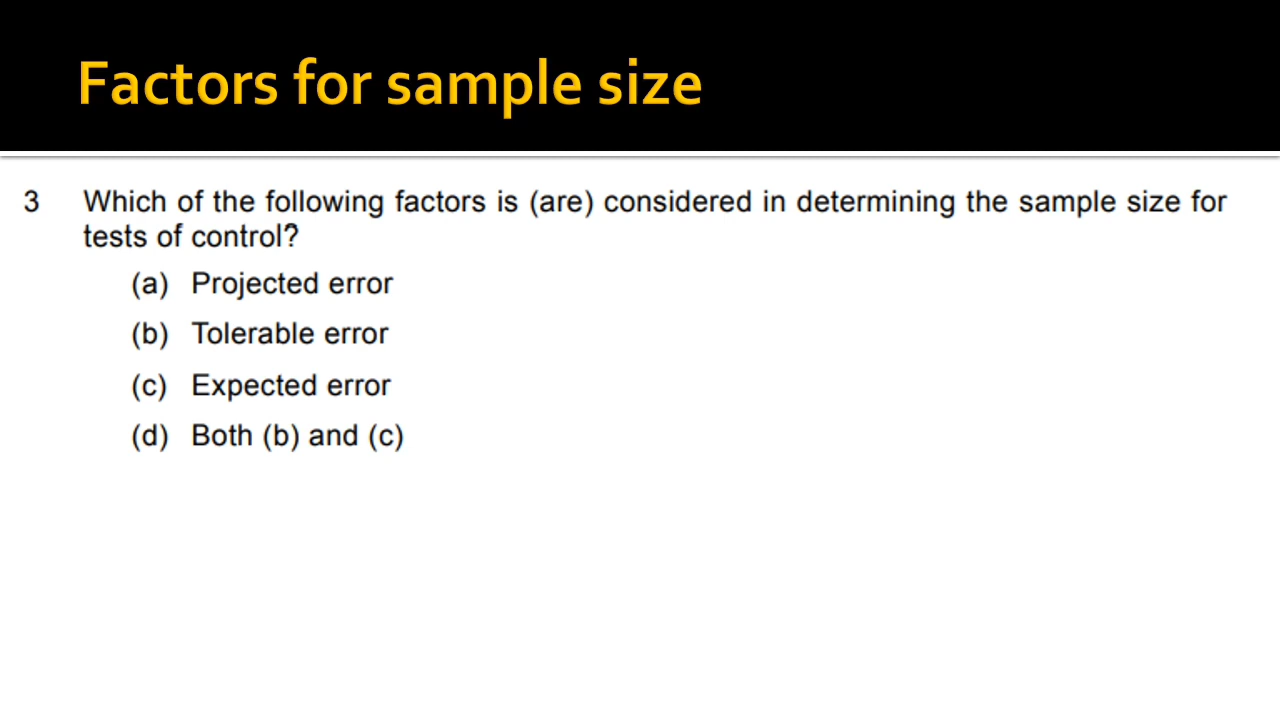 Factors for sample size
3 Which of the following factors is (are) considered in determining the sample size for
tests of control?
(a) Projected error
(b) Tolerable error
(c) Expected error
(d) Both (b) and (c)